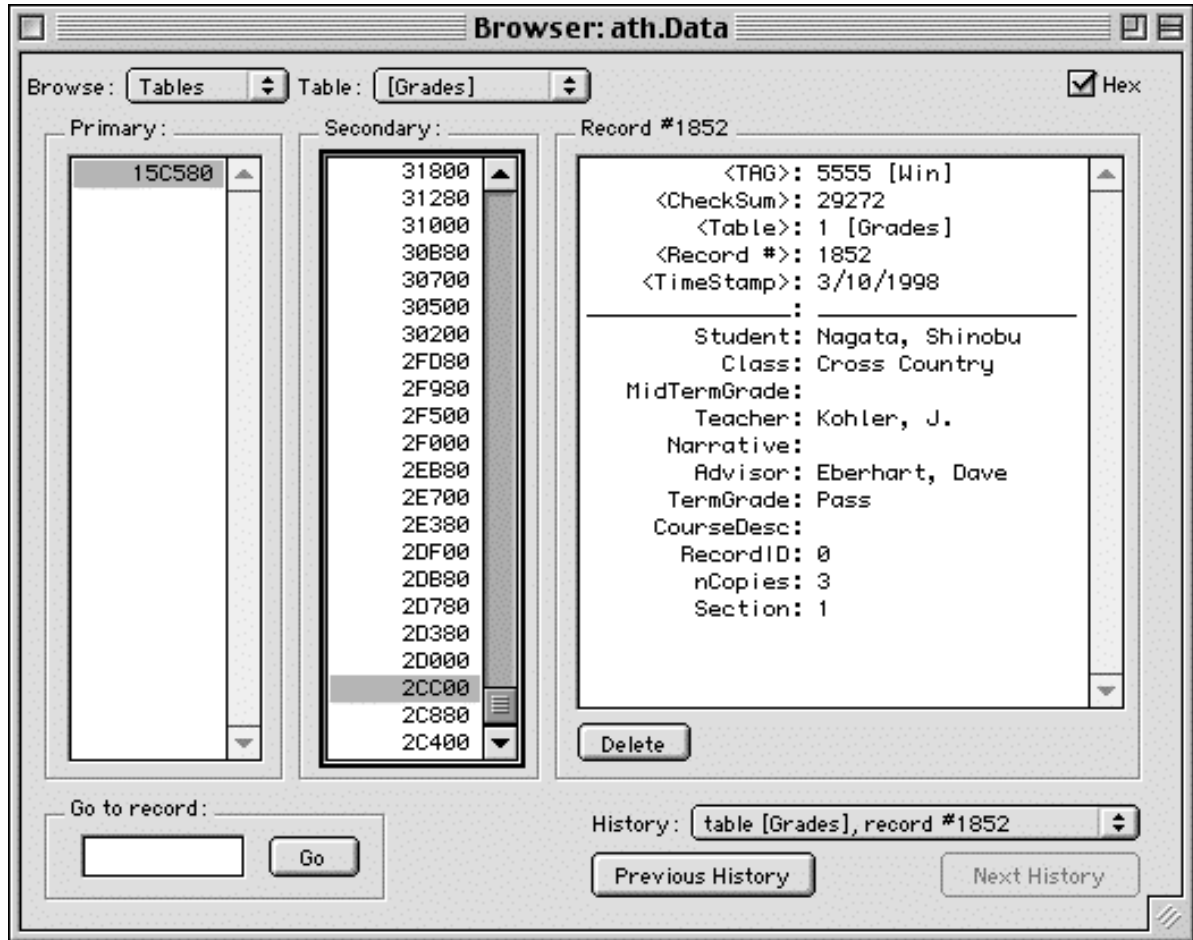 Browser: ath.Data
Browse: Tables Table: [Grades] Hex
Primary:
15C580
Secondary:
31800
31280
31000
30B80
30700
30500
30200
2FD80
2F980
2F500
2F000
2EB80
2E700
2E380
2DF00
2DB80
2D780
2D380
2D000
2CC00
2C880
2C400
Record #1852
<TAG>: 5555 [Win]
<CheckSum>: 29272
<Table>: 1 [Grades]
<Record #>: 1852
<TimeStamp>: 3/10/1998
:
Student: Nagata, Shinobu
Class: Cross Country
MidTermGrade:
Teacher: Kohler, J.
Narrative:
Advisor: Eberhart, Dave
TermGrade: Pass
CourseDesc:
RecordID: 0
nCopies: 3
Section: 1
Delete
Go to record:
Go
History: table [Grades], record #1852
Previous History Next History